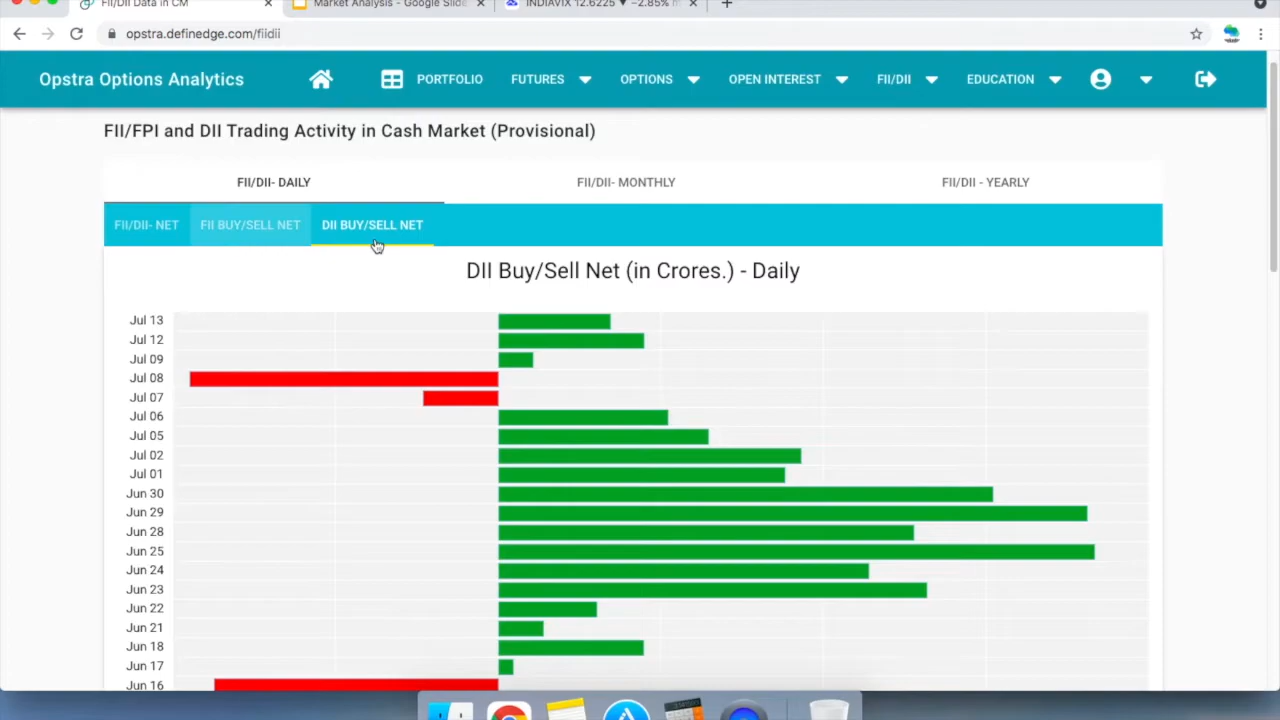 FII/DII Data in CM
Market Analysis - Google Slide
INDIAVIX 12.6225 ▼ −2.85%
opstra.definedge.com/fiidii
Opstra Options Analytics
PORTFOLIO
FUTURES
OPTIONS
OPEN INTEREST
FII/DII
EDUCATION
FII/FPI and DII Trading Activity in Cash Market (Provisional)
FII/DII- DAILY
FII/DII- MONTHLY
FII/DII - YEARLY
FII/DII- NET
FII BUY/SELL NET
DII BUY/SELL NET
DII Buy/Sell Net (in Crores.) - Daily
Jul 13
Jul 12
Jul 09
Jul 08
Jul 07
Jul 06
Jul 05
Jul 02
Jul 01
Jun 30
Jun 29
Jun 28
Jun 25
Jun 24
Jun 23
Jun 22
Jun 21
Jun 18
Jun 17
Jun 16